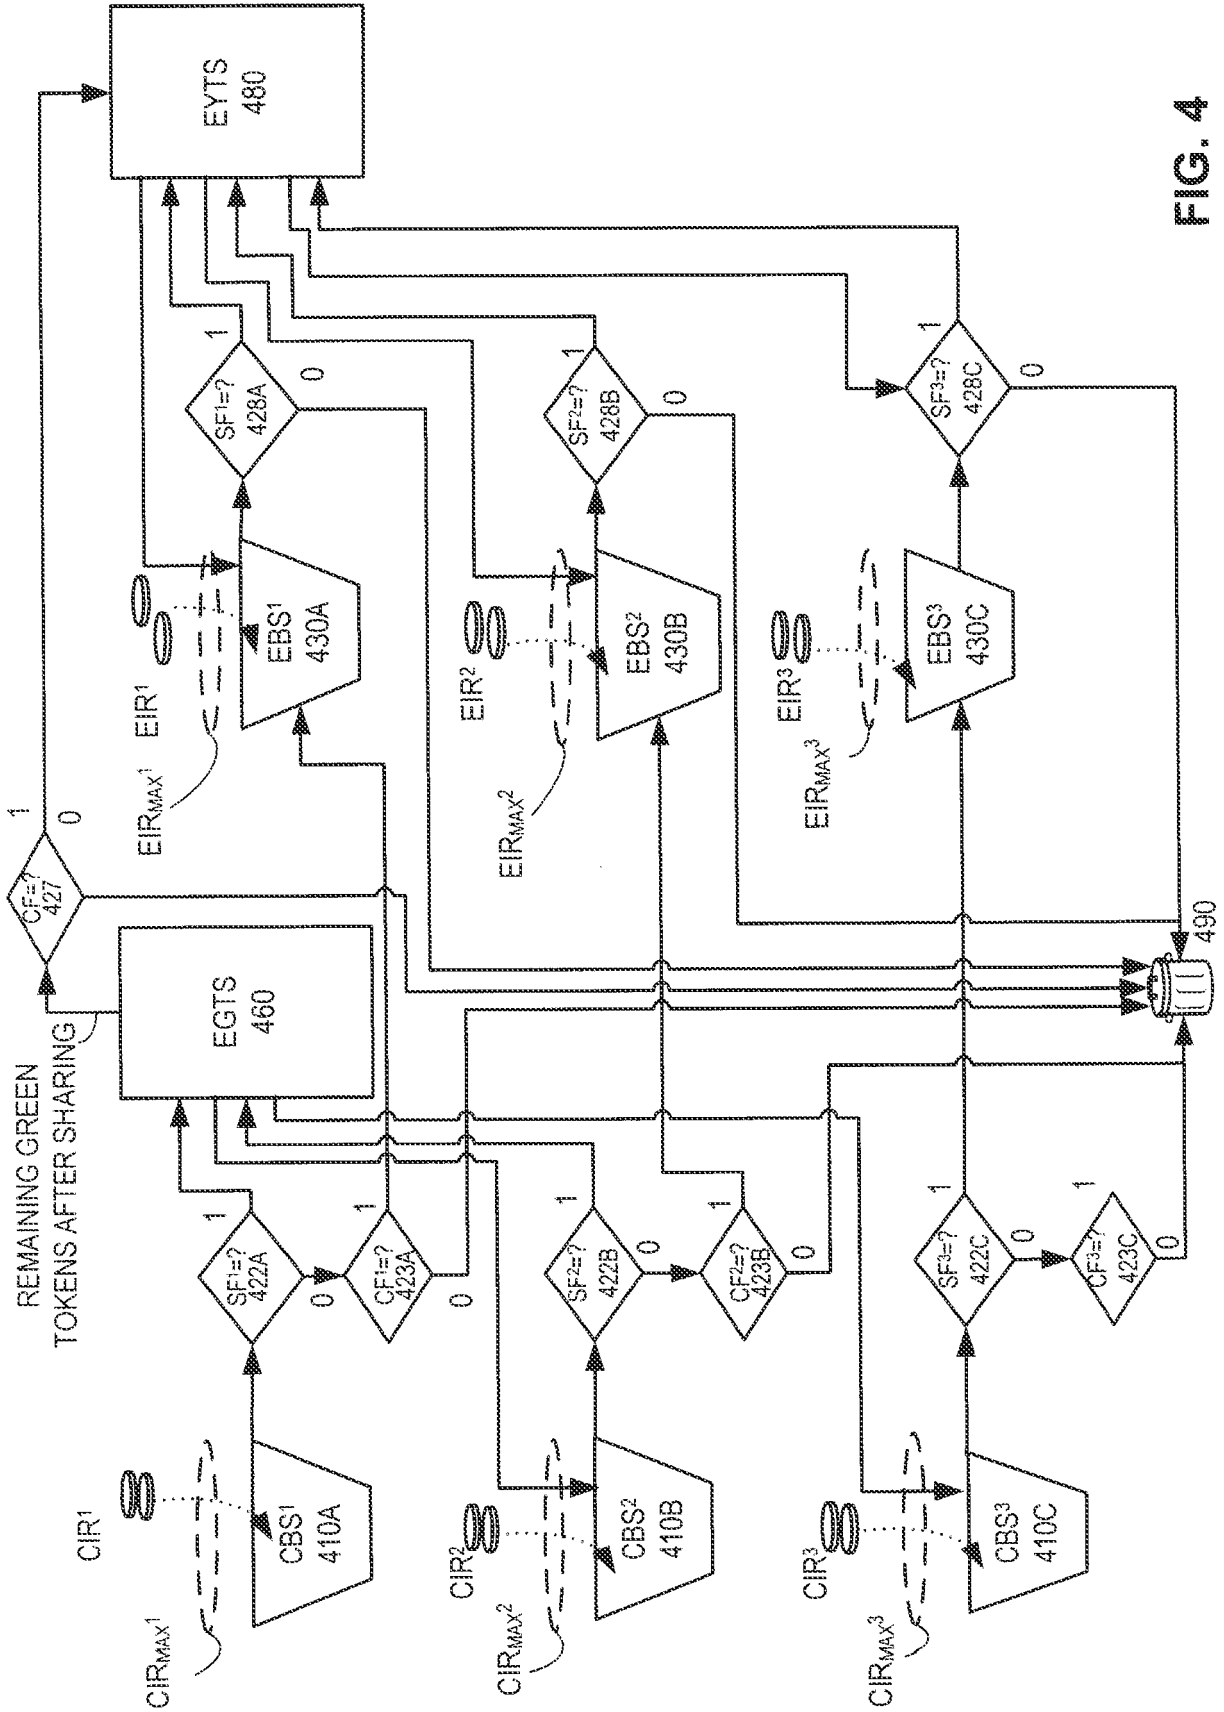 REMAINING GREEN
TOKENS AFTER SHARING
CF=?
427
1
0
EGTS
460
EYTS
480
CIR1
CIRMAX1
CBS1
410A
SF1=?
422A
1
0
CF1=?
423A
1
0
EIR1
EIRMAX1
EBS1
430A
SF1=?
428A
1
0
CIR2
CIRMAX2
CBS2
410B
SF2=?
422B
1
0
CF2=?
423B
1
0
EIR2
EIRMAX2
EBS2
430B
SF2=?
428B
1
0
CIR3
CIRMAX3
CBS3
410C
SF3=?
422C
1
0
CF3=?
423C
1
0
EIR3
EIRMAX3
EBS3
430C
SF3=?
428C
1
0
490
FIG. 4